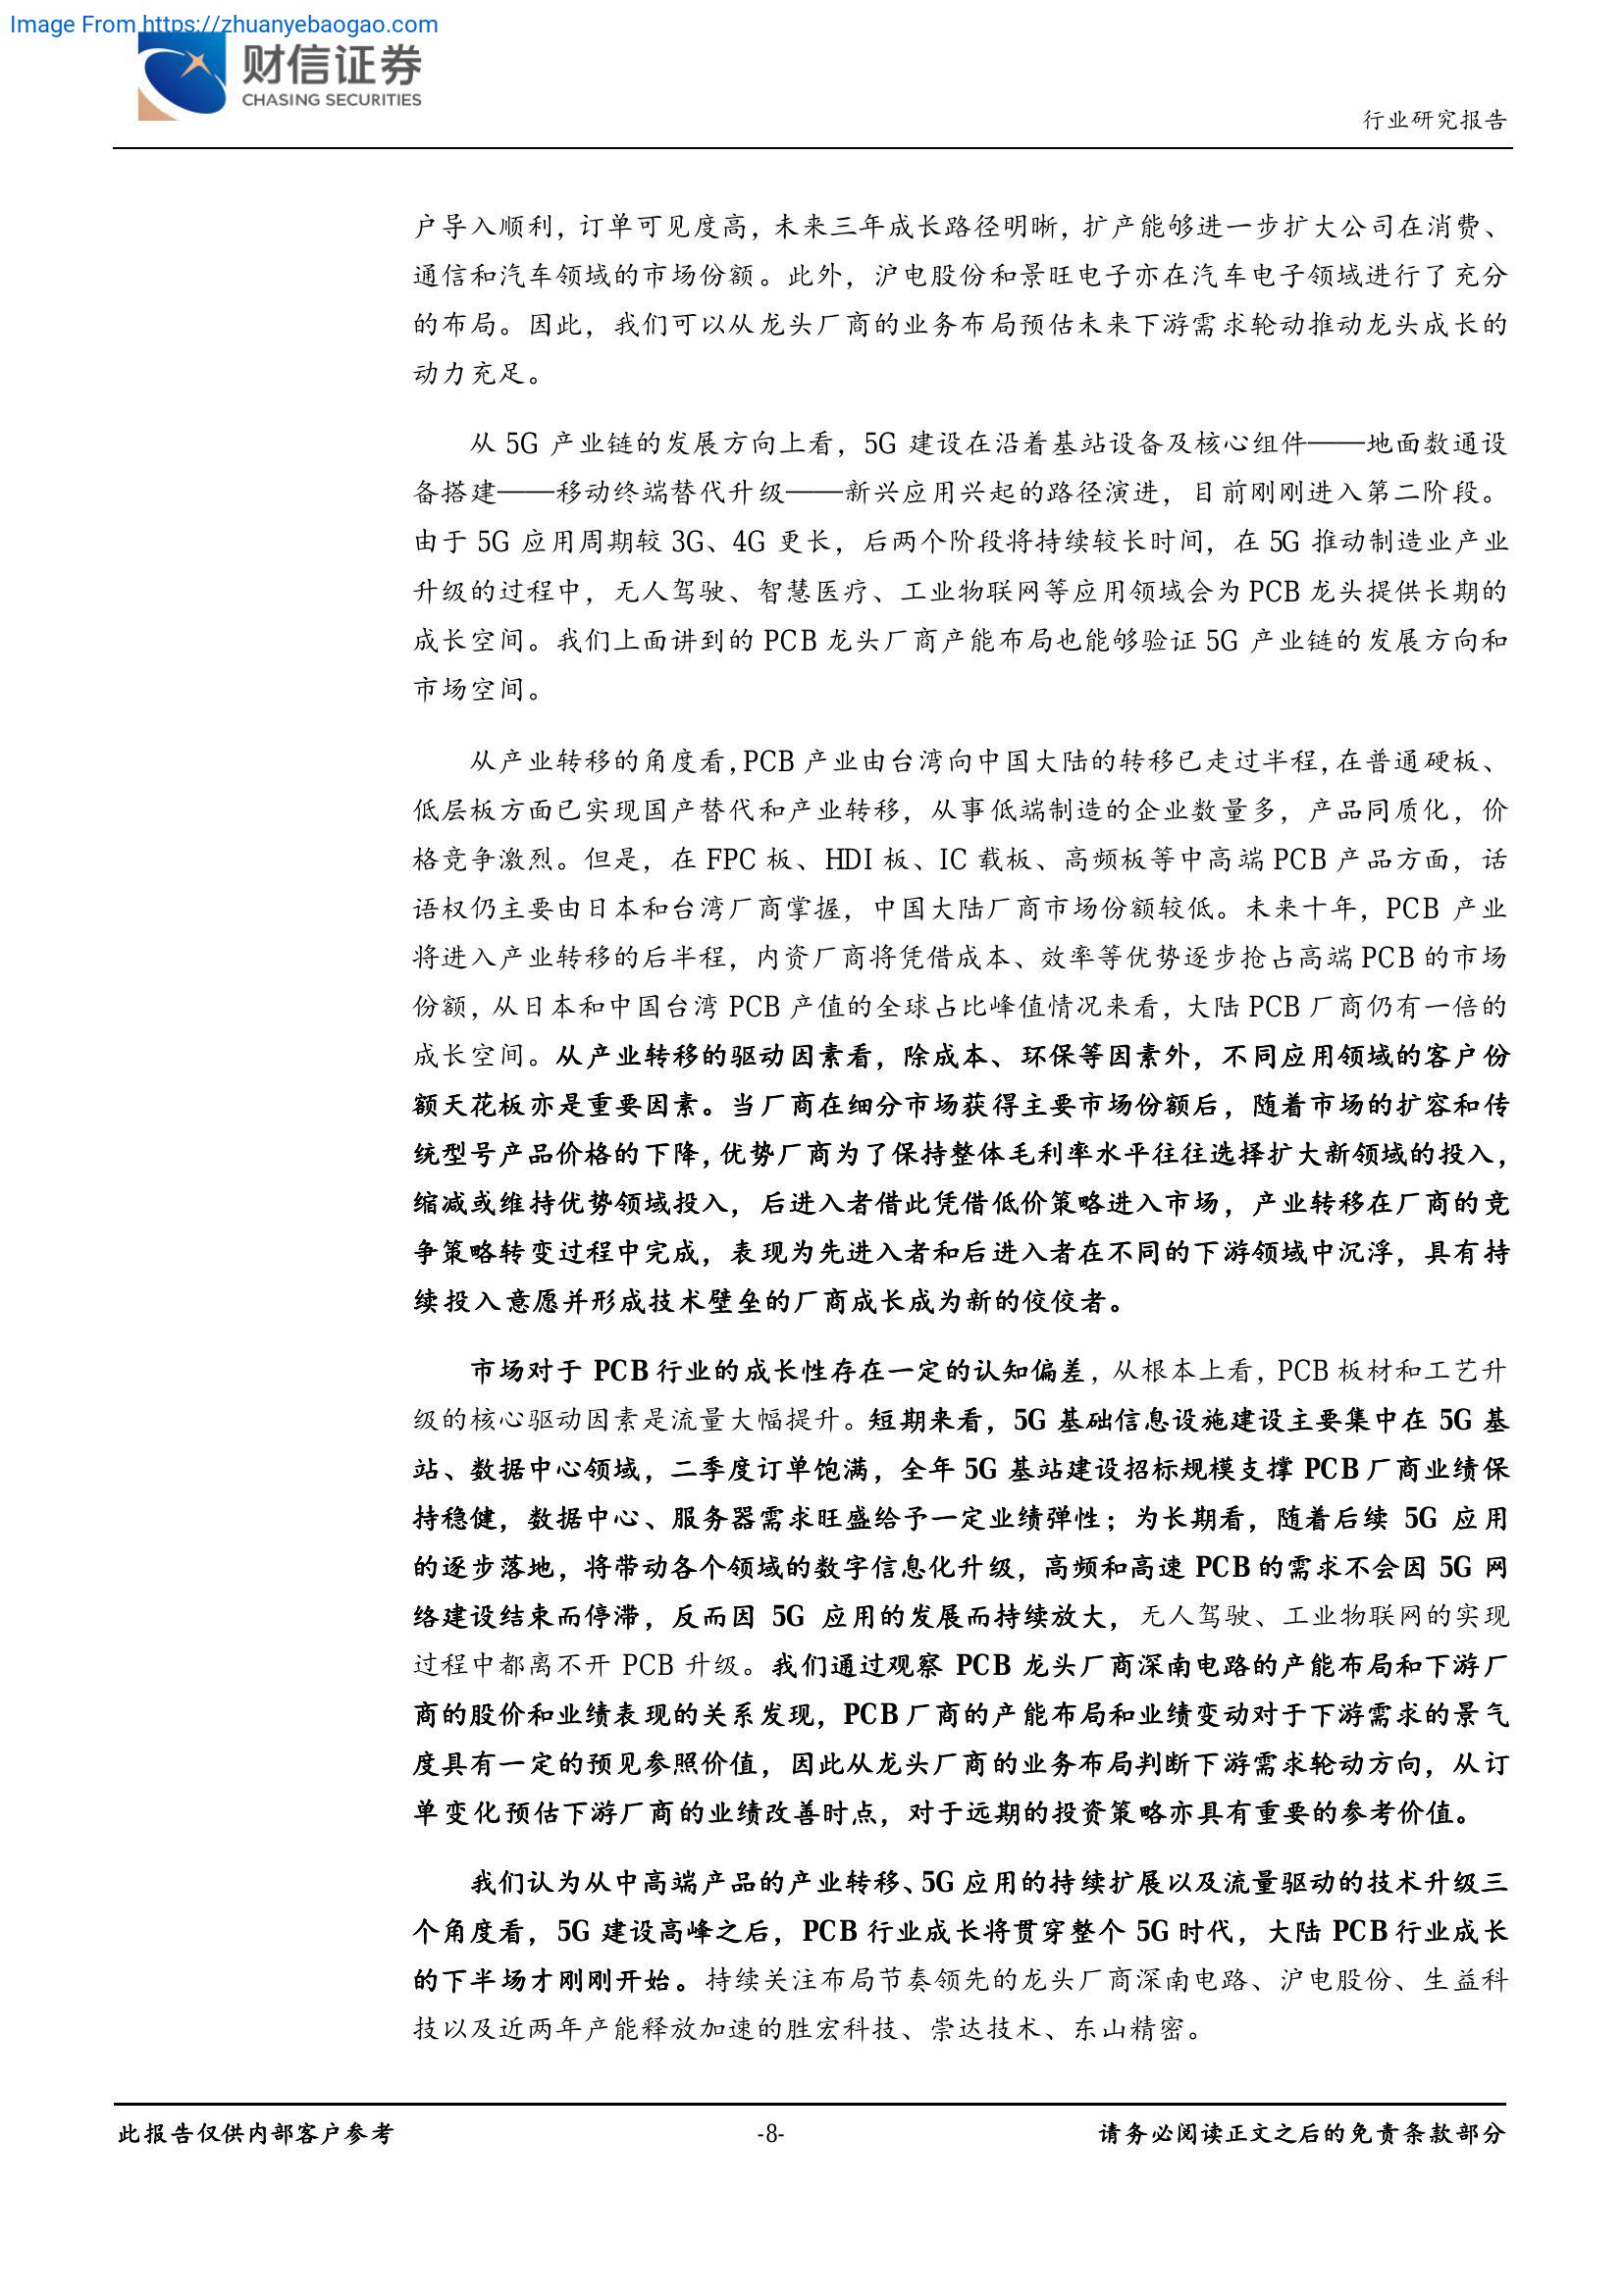 Image From https://zhuanyebaogao.com
财信证券
CHASING SECURITIES
行业研究报告
户导入顺利，订单可见度高，未来三年成长路径明晰，扩产能够进一步扩大公司在消费、
通信和汽车领域的市场份额。此外，沪电股份和景旺电子亦在汽车电子领域进行了充分
的布局。因此，我们可以从龙头厂商的业务布局预估未来下游需求轮动推动龙头成长的
动力充足。
从 5G 产业链的发展方向上看，5G 建设在沿着基站设备及核心组件——地面数通设
备搭建——移动终端替代升级——新兴应用兴起的路径演进，目前刚刚进入第二阶段。
由于 5G 应用周期较 3G、4G 更长，后两个阶段将持续较长时间，在 5G 推动制造业产业
升级的过程中，无人驾驶、智慧医疗、工业物联网等应用领域会为 PCB 龙头提供长期的
成长空间。我们上面讲到的 PCB 龙头厂商产能布局也能够验证 5G 产业链的发展方向和
市场空间。
从产业转移的角度看，PCB 产业由台湾向中国大陆的转移已走过半程，在普通硬板、
低层板方面已实现国产替代和产业转移，从事低端制造的企业数量多，产品同质化，价
格竞争激烈。但是，在 FPC 板、HDI 板、IC 载板、高频板等中高端 PCB 产品方面，话
语权仍主要由日本和台湾厂商掌握，中国大陆厂商市场份额较低。未来十年，PCB 产业
将进入产业转移的后半程，内资厂商将凭借成本、效率等优势逐步抢占高端 PCB 的市场
份额，从日本和中国台湾 PCB 产值的全球占比峰值情况来看，大陆 PCB 厂商仍有一倍的
成长空间。从产业转移的驱动因素看，除成本、环保等因素外，不同应用领域的客户份
额天花板亦是重要因素。当厂商在细分市场获得主要市场份额后，随着市场的扩容和传
统型号产品价格的下降，优势厂商为了保持整体毛利率水平往往选择扩大新领域的投入，
缩减或维持优势领域投入，后进入者借此凭借低价策略进入市场，产业转移在厂商的竞
争策略转变过程中完成，表现为先进入者和后进入者在不同的下游领域中沉浮，具有持
续投入意愿并形成技术壁垒的厂商成长成为新的佼佼者。
市场对于 PCB 行业的成长性存在一定的认知偏差，从根本上看，PCB 板材和工艺升
级的核心驱动因素是流量大幅提升。短期来看，5G 基础信息设施建设主要集中在 5G 基
站、数据中心领域，二季度订单饱满，全年 5G 基站建设招标规模支撑 PCB 厂商业绩保
持稳健，数据中心、服务器需求旺盛给予一定业绩弹性；为长期看，随着后续 5G 应用
的逐步落地，将带动各个领域的数字信息化升级，高频和高速 PCB 的需求不会因 5G 网
络建设结束而停滞，反而因 5G 应用的发展而持续放大，无人驾驶、工业物联网的实现
过程中都离不开 PCB 升级。我们通过观察 PCB 龙头厂商深南电路的产能布局和下游厂
商的股价和业绩表现的关系发现，PCB 厂商的产能布局和业绩变动对于下游需求的景气
度具有一定的预见参照价值，因此从龙头厂商的业务布局判断下游需求轮动方向，从订
单变化预估下游厂商的业绩改善时点，对于远期的投资策略亦具有重要的参考价值。
我们认为从中高端产品的产业转移、5G 应用的持续扩展以及流量驱动的技术升级三
个角度看，5G 建设高峰之后，PCB 行业成长将贯穿整个 5G 时代，大陆 PCB 行业成长
的下半场才刚刚开始。持续关注布局节奏领先的龙头厂商深南电路、沪电股份、生益科
技以及近两年产能释放加速的胜宏科技、崇达技术、东山精密。
此报告仅供内部客户参考
-8-
请务必阅读正文之后的免责条款部分